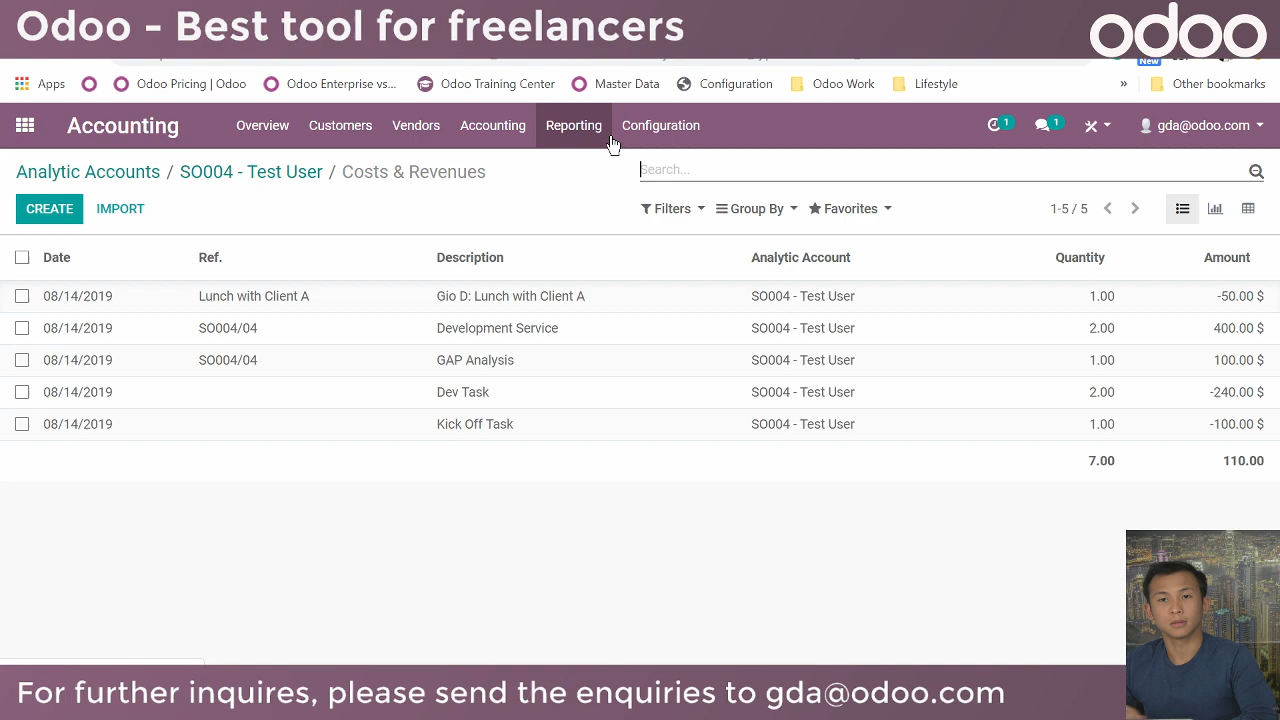 Odoo - Best tool for freelancers
odoo
New
Apps Odoo Pricing | Odoo Odoo Enterprise vs... Odoo Training Center Master Data Configuration Odoo Work Lifestyle » Other bookmarks
Accounting Overview Customers Vendors Accounting Reporting Configuration 1 1 gda@odoo.com
Analytic Accounts / SO004 - Test User / Costs & Revenues Search...
CREATE IMPORT Filters Group By Favorites 1-5 / 5
Date Ref. Description Analytic Account Quantity Amount
08/14/2019 Lunch with Client A Gio D: Lunch with Client A SO004 - Test User 1.00 -50.00 $
08/14/2019 SO004/04 Development Service SO004 - Test User 2.00 400.00 $
08/14/2019 SO004/04 GAP Analysis SO004 - Test User 1.00 100.00 $
08/14/2019 Dev Task SO004 - Test User 2.00 -240.00 $
08/14/2019 Kick Off Task SO004 - Test User 1.00 -100.00 $
7.00 110.00
For further inquires, please send the enquiries to gda@odoo.com